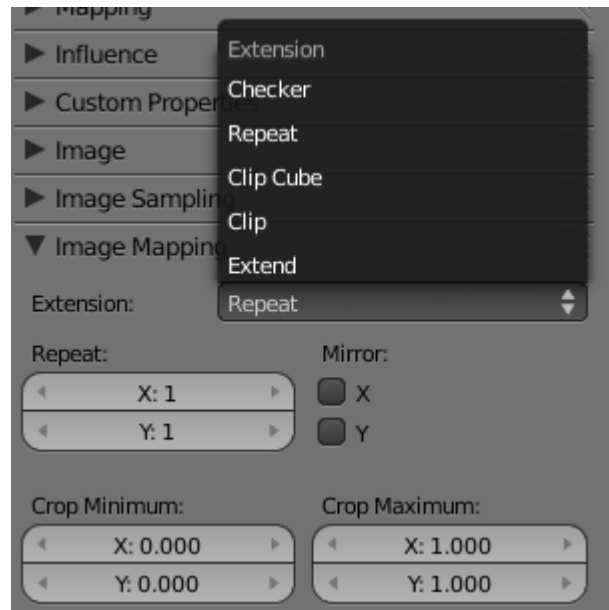 Mapping
Extension
Influence
Checker
Custom Proper
Repeat
Image
Clip Cube
Image Sampling
Clip
Image Mapping
Extend
Extension: Repeat
Repeat: Mirror:
X: 1 X
Y: 1 Y
Crop Minimum: Crop Maximum:
X: 0.000 X: 1.000
Y: 0.000 Y: 1.000